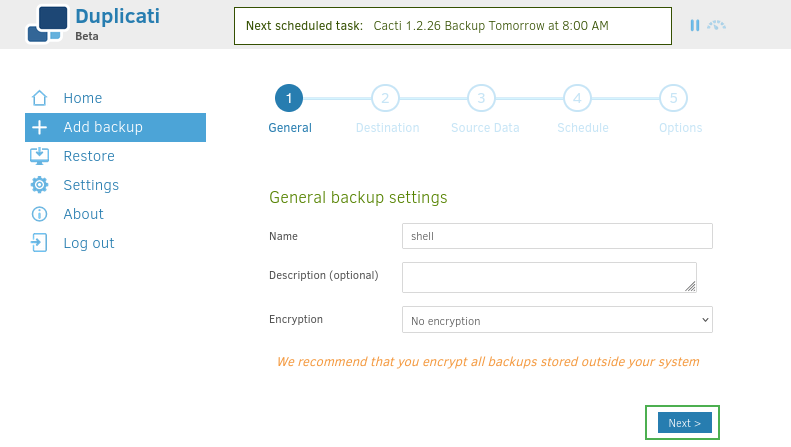 Duplicati
Beta
Next scheduled task: Cacti 1.2.26 Backup Tomorrow at 8:00 AM
Home
Add backup
Restore
Settings
About
Log out
1 2 3 4 5
General Destination Source Data Schedule Options
General backup settings
Name shell
Description (optional)
Encryption No encryption
We recommend that you encrypt all backups stored outside your system
Next >